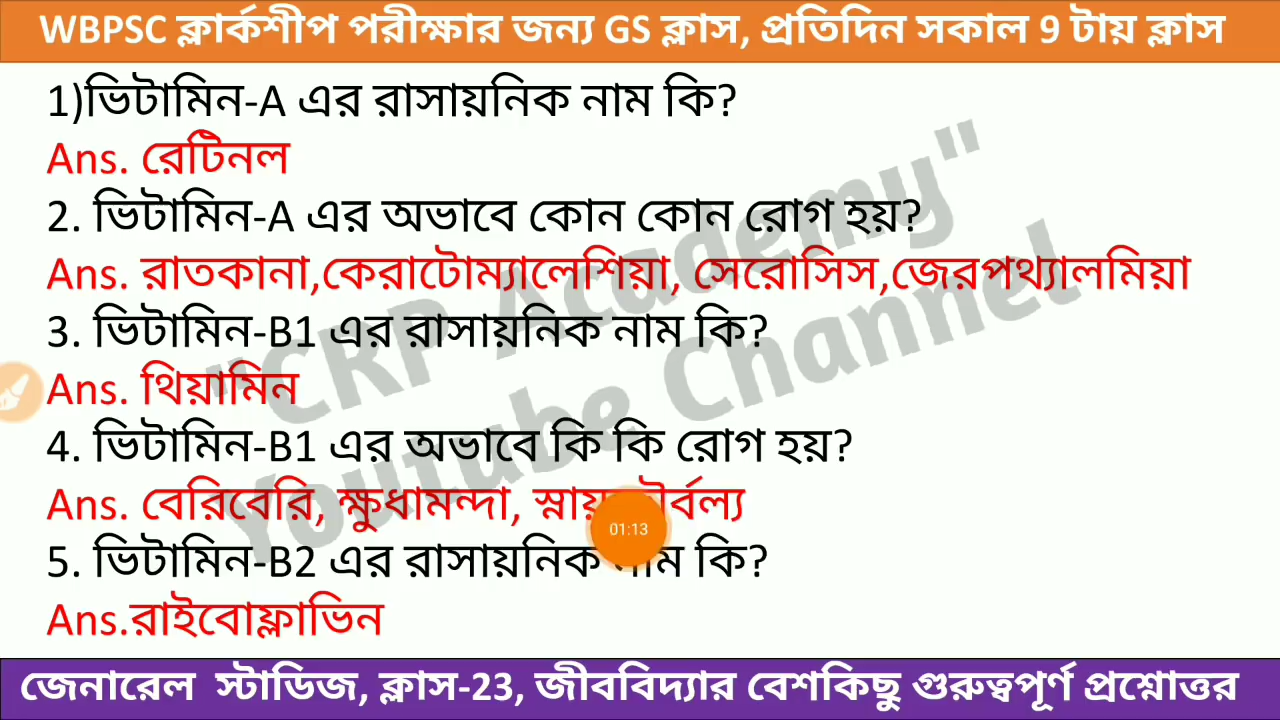 WBPSC ক্লার্কশীপ পরীক্ষার জন্য GS ক্লাস, প্রতিদিন সকাল 9 টায় ক্লাস
1)ভিটামিন-A এর রাসায়নিক নাম কি?
Ans. রেটিনল
2. ভিটামিন-A এর অভাবে কোন কোন রোগ হয়?
Ans. রাতকানা,কেরাটোম্যালেশিয়া, সেরোসিস,জেরপথ্যালমিয়া
3. ভিটামিন-B1 এর রাসায়নিক নাম কি?
Ans. থিয়ামিন
4. ভিটামিন-B1 এর অভাবে কি কি রোগ হয়?
Ans. বেরিবেরি, ক্ষুধামন্দা,
01:13
5. ভিটামিন-B2 এর রাসায়নিক নাম কি?
Ans.রাইবোফ্লাভিন
"CRP Academy"
Youtube Channel
জেনারেল স্টাডিজ, ক্লাস-23, জীববিদ্যার বেশকিছু গুরুত্বপূর্ণ প্রশ্নোত্তর